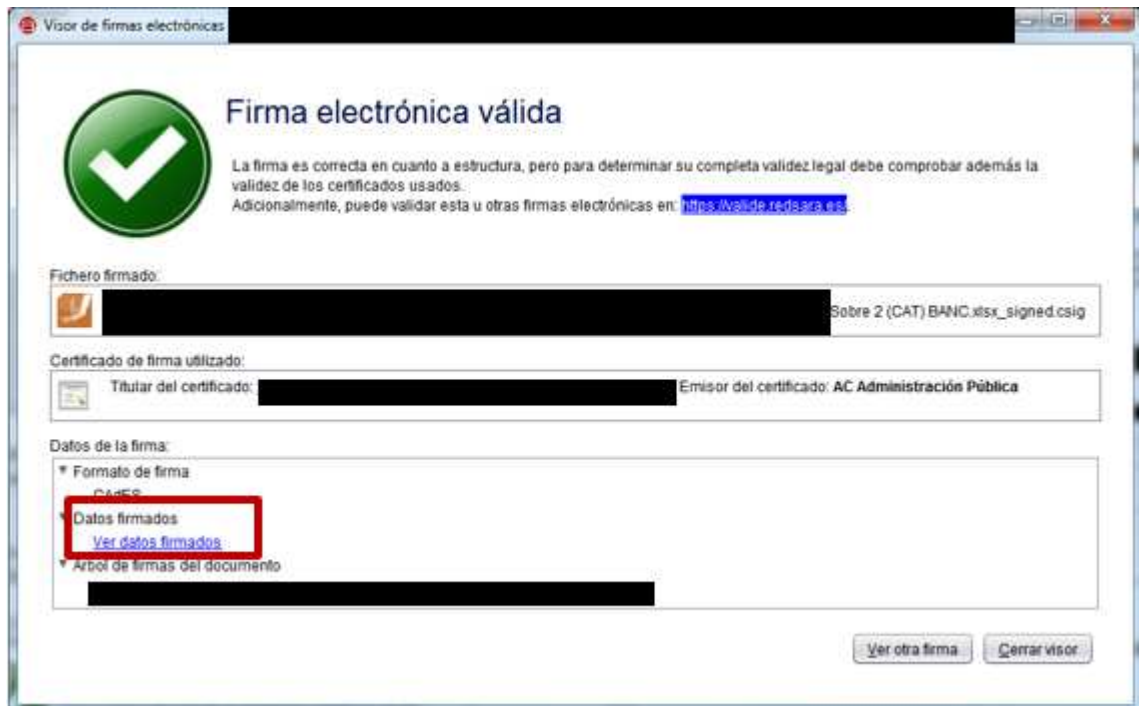 Visor de firmas electrónicas
Firma electrónica válida
La firma es correcta en cuanto a estructura, pero para determinar su completa validez legal debe comprobar además la
validez de los certificados usados.
Adicionalmente, puede validar esta u otras firmas electrónicas en: https://valide.redsara.es/.
Fichero firmado:
Sobre 2 (CAT) BANC.xlsx_signed.csig
Certificado de firma utilizado:
Titular del certificado: Emisor del certificado: AC Administración Pública
Datos de la firma:
Formato de firma
CAdES
Datos firmados
Ver datos firmados
Árbol de firmas del documento
Ver otra firma Cerrar visor